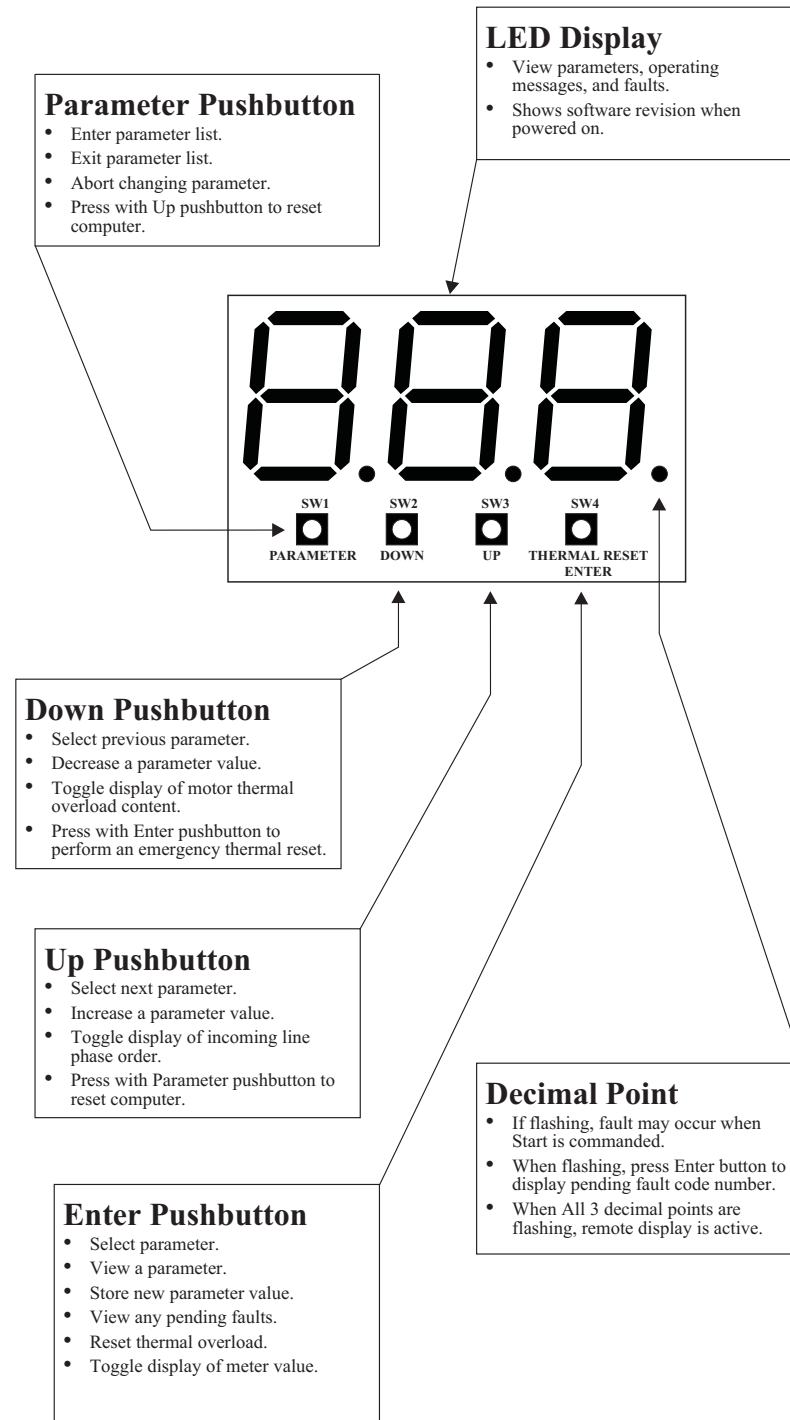 LED Display
• View parameters, operating
messages, and faults.
• Shows software revision when
powered on.
Parameter Pushbutton
• Enter parameter list.
• Exit parameter list.
• Abort changing parameter.
• Press with Up pushbutton to reset
computer.
8.8.8.
SW1 SW2 SW3 SW4
PARAMETER DOWN UP THERMAL RESET
ENTER
Down Pushbutton
• Select previous parameter.
• Decrease a parameter value.
• Toggle display of motor thermal
overload content.
• Press with Enter pushbutton to
perform an emergency thermal reset.
Up Pushbutton
• Select next parameter.
• Increase a parameter value.
• Toggle display of incoming line
phase order.
• Press with Parameter pushbutton to
reset computer.
Decimal Point
• If flashing, fault may occur when
Start is commanded.
• When flashing, press Enter button to
display pending fault code number.
• When All 3 decimal points are
flashing, remote display is active.
Enter Pushbutton
• Select parameter.
• View a parameter.
• Store new parameter value.
• View any pending faults.
• Reset thermal overload.
• Toggle display of meter value.